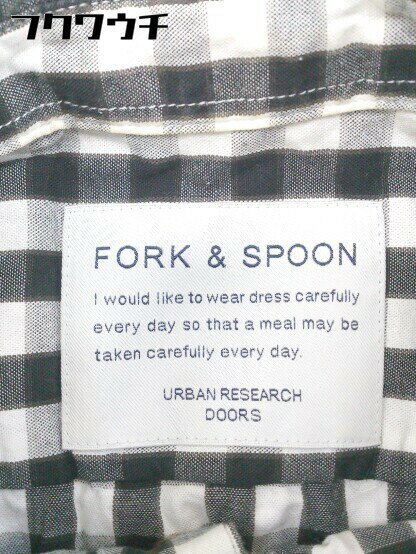 フクワウチ
FORK & SPOON
I would like to wear dress carefully
every day so that a meal may be
taken carefully every day.
URBAN RESEARCH
DOORS